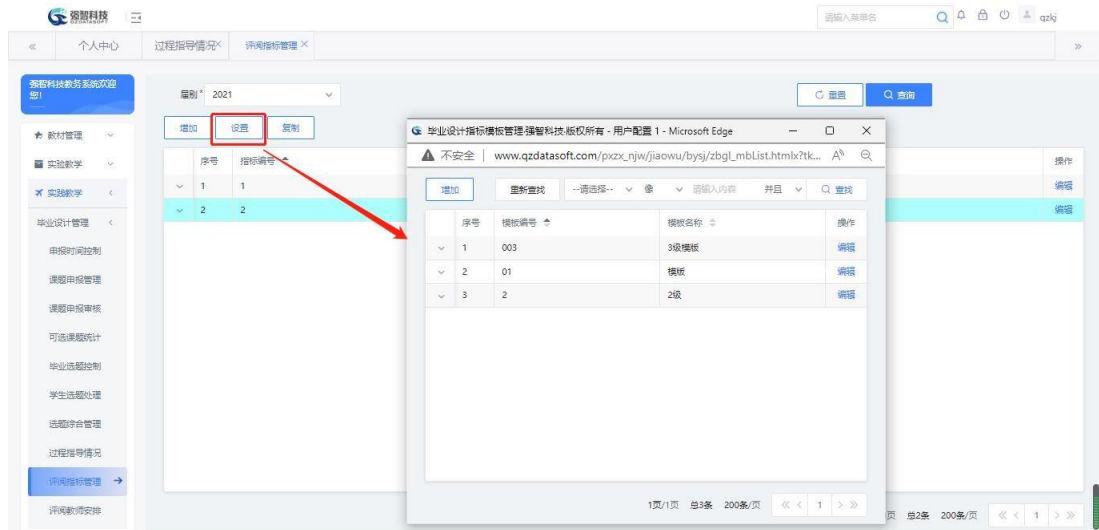 强智科技
QZDATASOFT
请输入菜单名
qzkj
个人中心
过程指导情况×
评阅指标管理 ×
强智科技教务系统欢迎
您!
届别* 2021
重置
查询
教材管理
实验教学
实践教学
毕业设计管理
申报时间控制
课题申报管理
课题申报审核
可选课题统计
毕业选题控制
学生选题处理
选题综合管理
过程指导情况
评阅指标管理
评阅教师安排
增加 设置 复制
序号 指标编号 操作
1 1 编辑
2 2 编辑
毕业设计指标模板管理-强智科技-版权所有 - 用户配置 1 - Microsoft Edge
不安全 | www.qzdatasoft.com/pxzx_njw/jiaowu/bysj/zbgl_mbList.htmlx?tk...
增加 重新查找 --请选择-- 像 请输入内容 并且 查找
序号 模板编号 模板名称 操作
1 003 3级模板 编辑
2 01 模版 编辑
3 2 2级 编辑
1页/1页 总3条 200条/页 1
页 总2条 200条/页 1